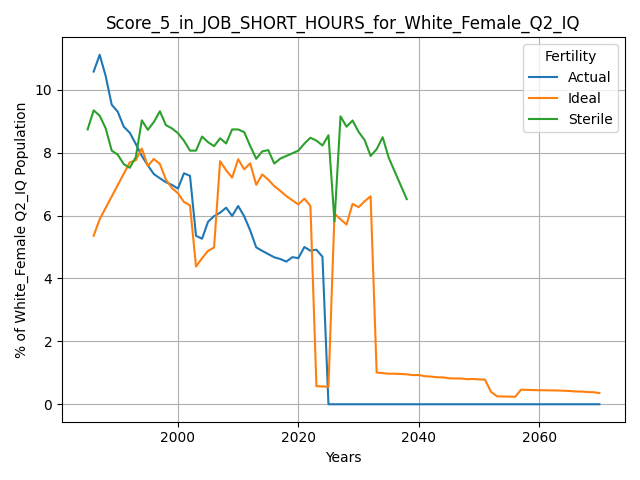 Score_5_in_JOB_SHORT_HOURS_for_White_Female_Q2_IQ
Fertility
Actual
Ideal
Sterile
% of White_Female Q2_IQ Population
10
8
6
4
2
0
2000 2020 2040 2060
Years